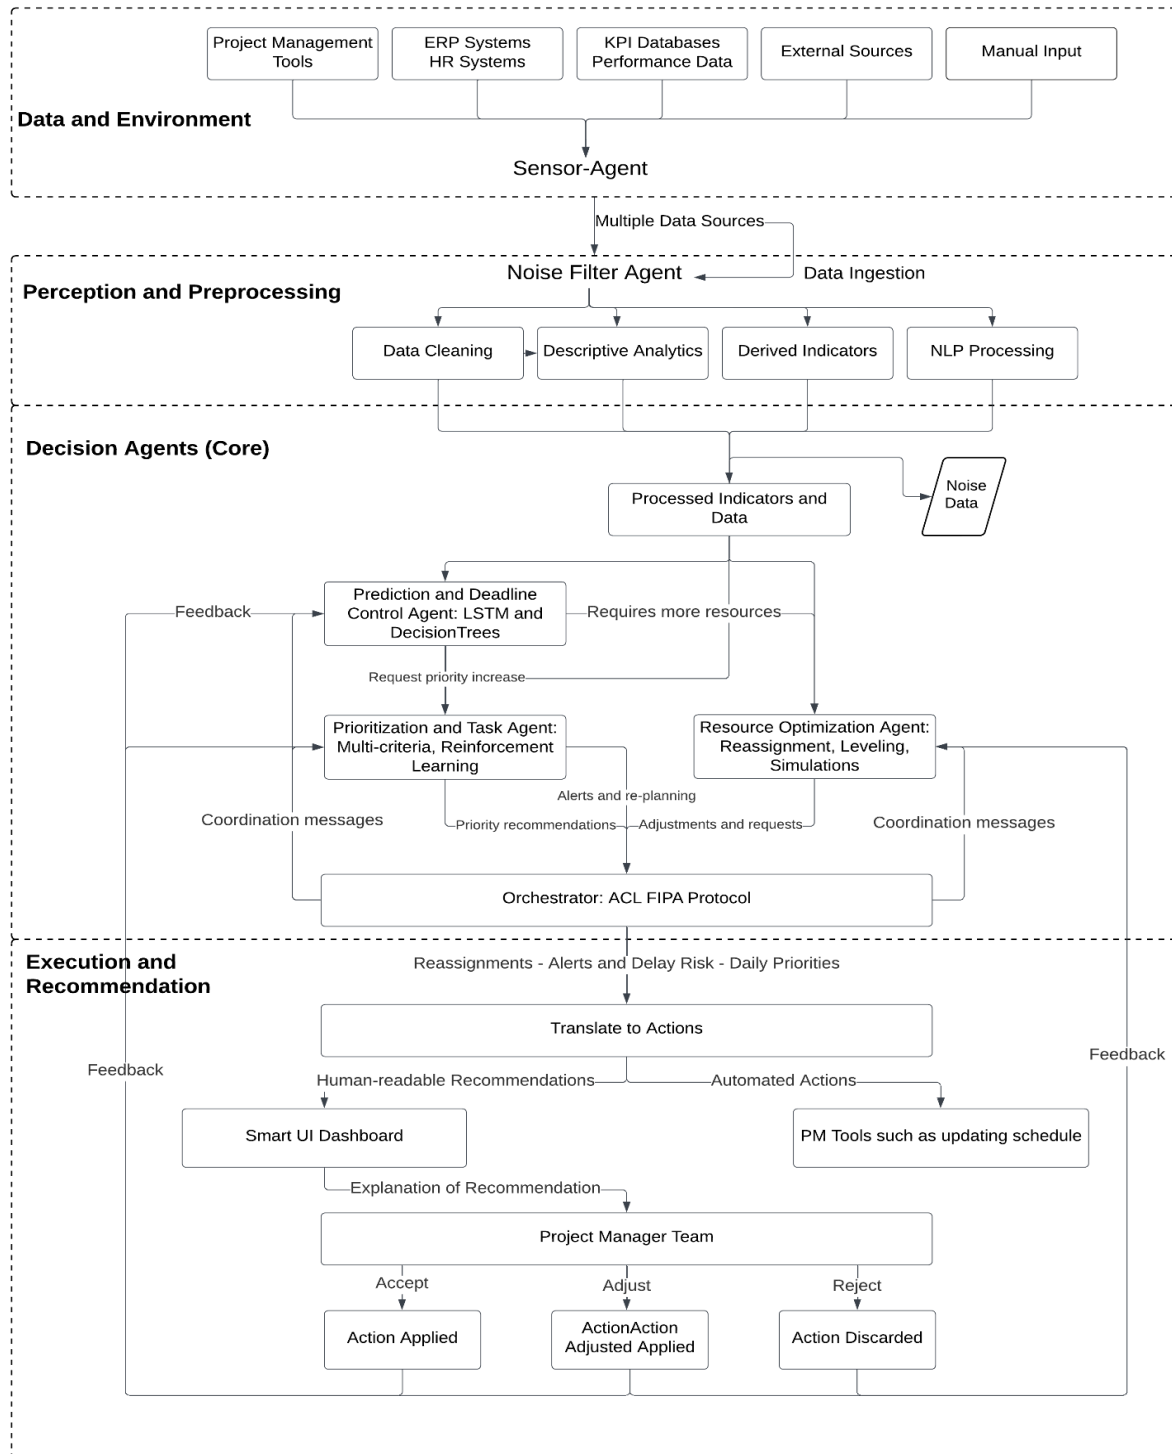 Project Management
Tools
ERP Systems
HR Systems
KPI Databases
Performance Data
External Sources
Manual Input
Data and Environment
Sensor-Agent
Multiple Data Sources
Noise Filter Agent
Data Ingestion
Perception and Preprocessing
Data Cleaning
Descriptive Analytics
Derived Indicators
NLP Processing
Decision Agents (Core)
Noise
Data
Processed Indicators and
Data
Prediction and Deadline
Control Agent: LSTM and
DecisionTrees
Feedback
Requires more resources
Request priority increase
Prioritization and Task Agent:
Multi-criteria, Reinforcement
Learning
Resource Optimization Agent:
Reassignment, Leveling,
Simulations
Alerts and re-planning
Coordination messages
Priority recommendations
Adjustments and requests
Coordination messages
Orchestrator: ACL FIPA Protocol
Execution and
Recommendation
Reassignments - Alerts and Delay Risk - Daily Priorities
Translate to Actions
Feedback
Feedback
Human-readable Recommendations
Automated Actions
Smart UI Dashboard
PM Tools such as updating schedule
Explanation of Recommendation
Project Manager Team
Accept
Adjust
Reject
Action Applied
ActionAction
Adjusted Applied
Action Discarded